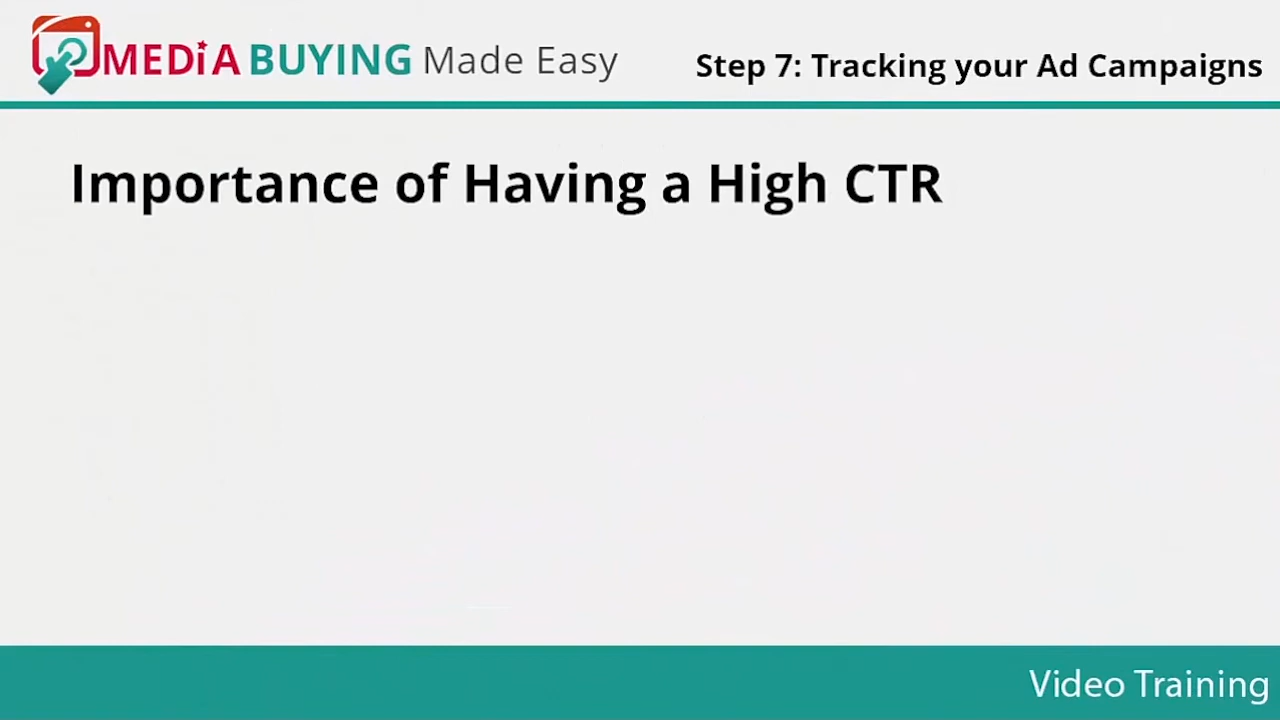 MEDiA BUYING Made Easy
Step 7: Tracking your Ad Campaigns
Importance of Having a High CTR
Video Training